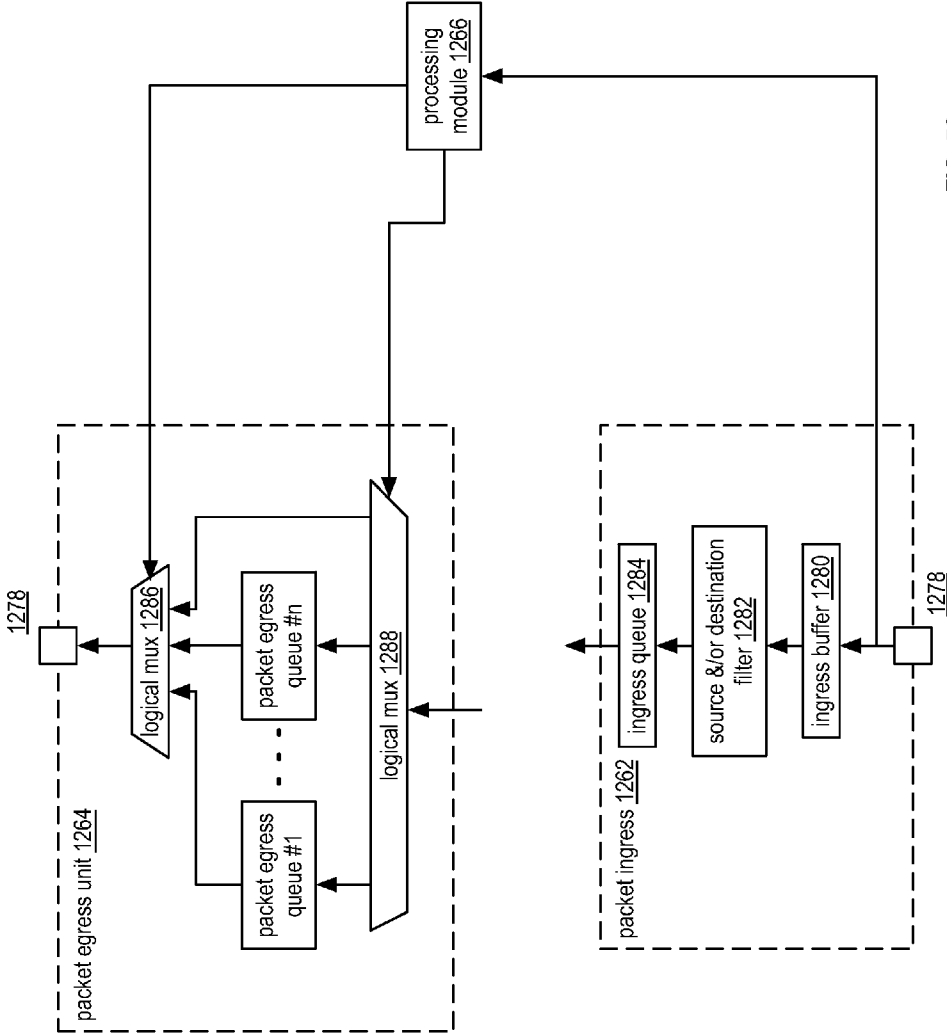 1278
packet egress unit 1264
logical mux 1286
packet egress
queue #1
packet egress
queue #n
logical mux 1288
processing
module 1266
packet ingress 1262
ingress queue 1284
source &/or destination
filter 1282
ingress buffer 1280
1278